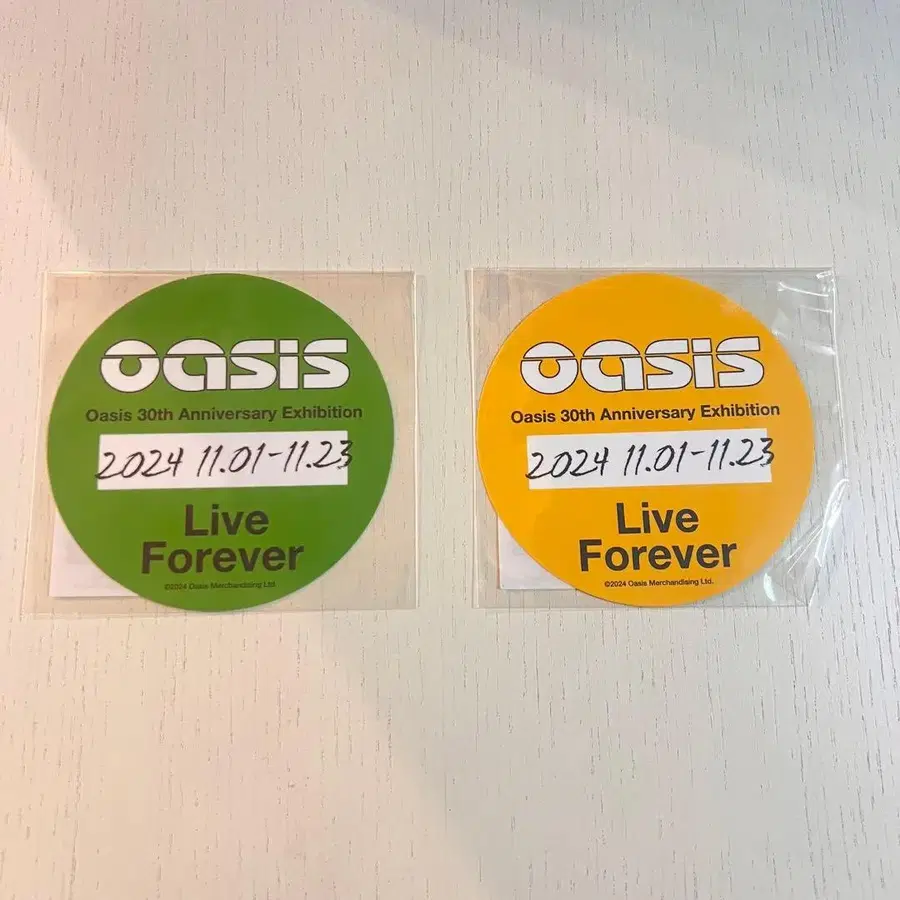 oasis
Oasis 30th Anniversary Exhibition
2024 11.01-11.23
Live
Forever
©2024 Oasis Merchandising Ltd.
oasis
Oasis 30th Anniversary Exhibition
2024 11.01-11.23
Live
Forever
©2024 Oasis Merchandising Ltd.